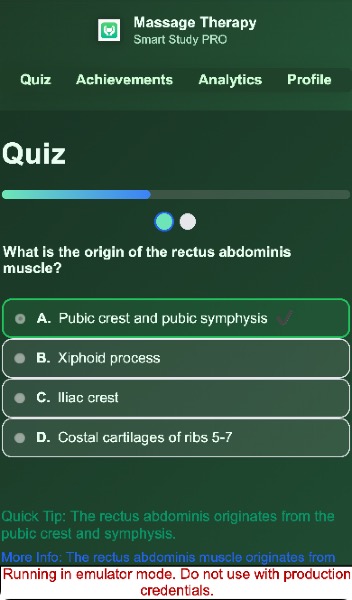 Massage Therapy
Smart Study PRO
Quiz Achievements Analytics Profile
Quiz
What is the origin of the rectus abdominis
muscle?
A. Pubic crest and pubic symphysis
B. Xiphoid process
C. Iliac crest
D. Costal cartilages of ribs 5-7
Quick Tip: The rectus abdominis originates from the
pubic crest and symphysis.
More Info: The rectus abdominis muscle originates from
Running in emulator mode. Do not use with production
credentials.